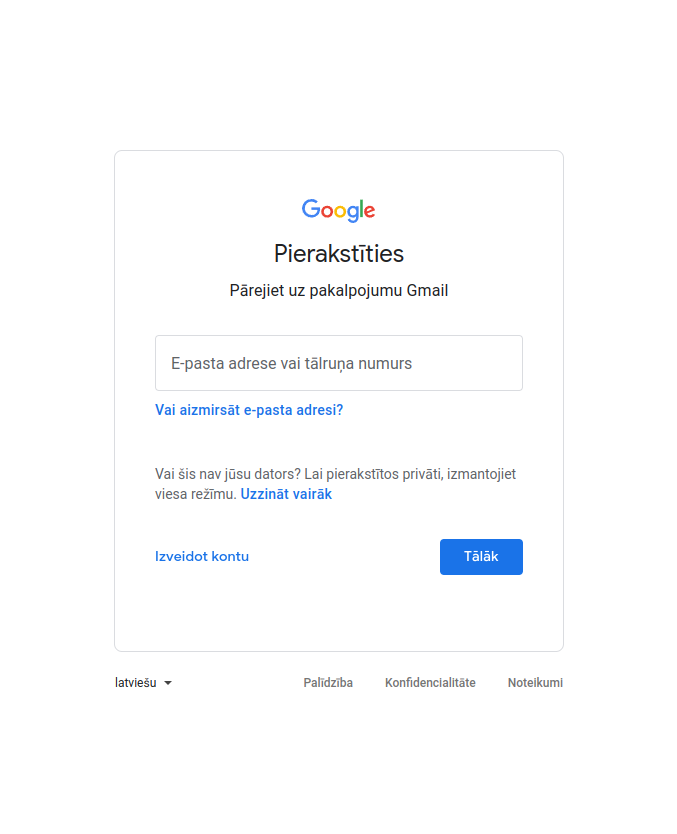 Google
Pierakstīties
Pārejiet uz pakalpojumu Gmail
E-pasta adrese vai tālruņa numurs
Vai aizmirsāt e-pasta adresi?
Vai šis nav jūsu dators? Lai pierakstītos privāti, izmantojiet
viesa režīmu. Uzzināt vairāk
Izveidot kontu
Tālāk
latviešu
Palīdzība
Konfidencialitāte
Noteikumi